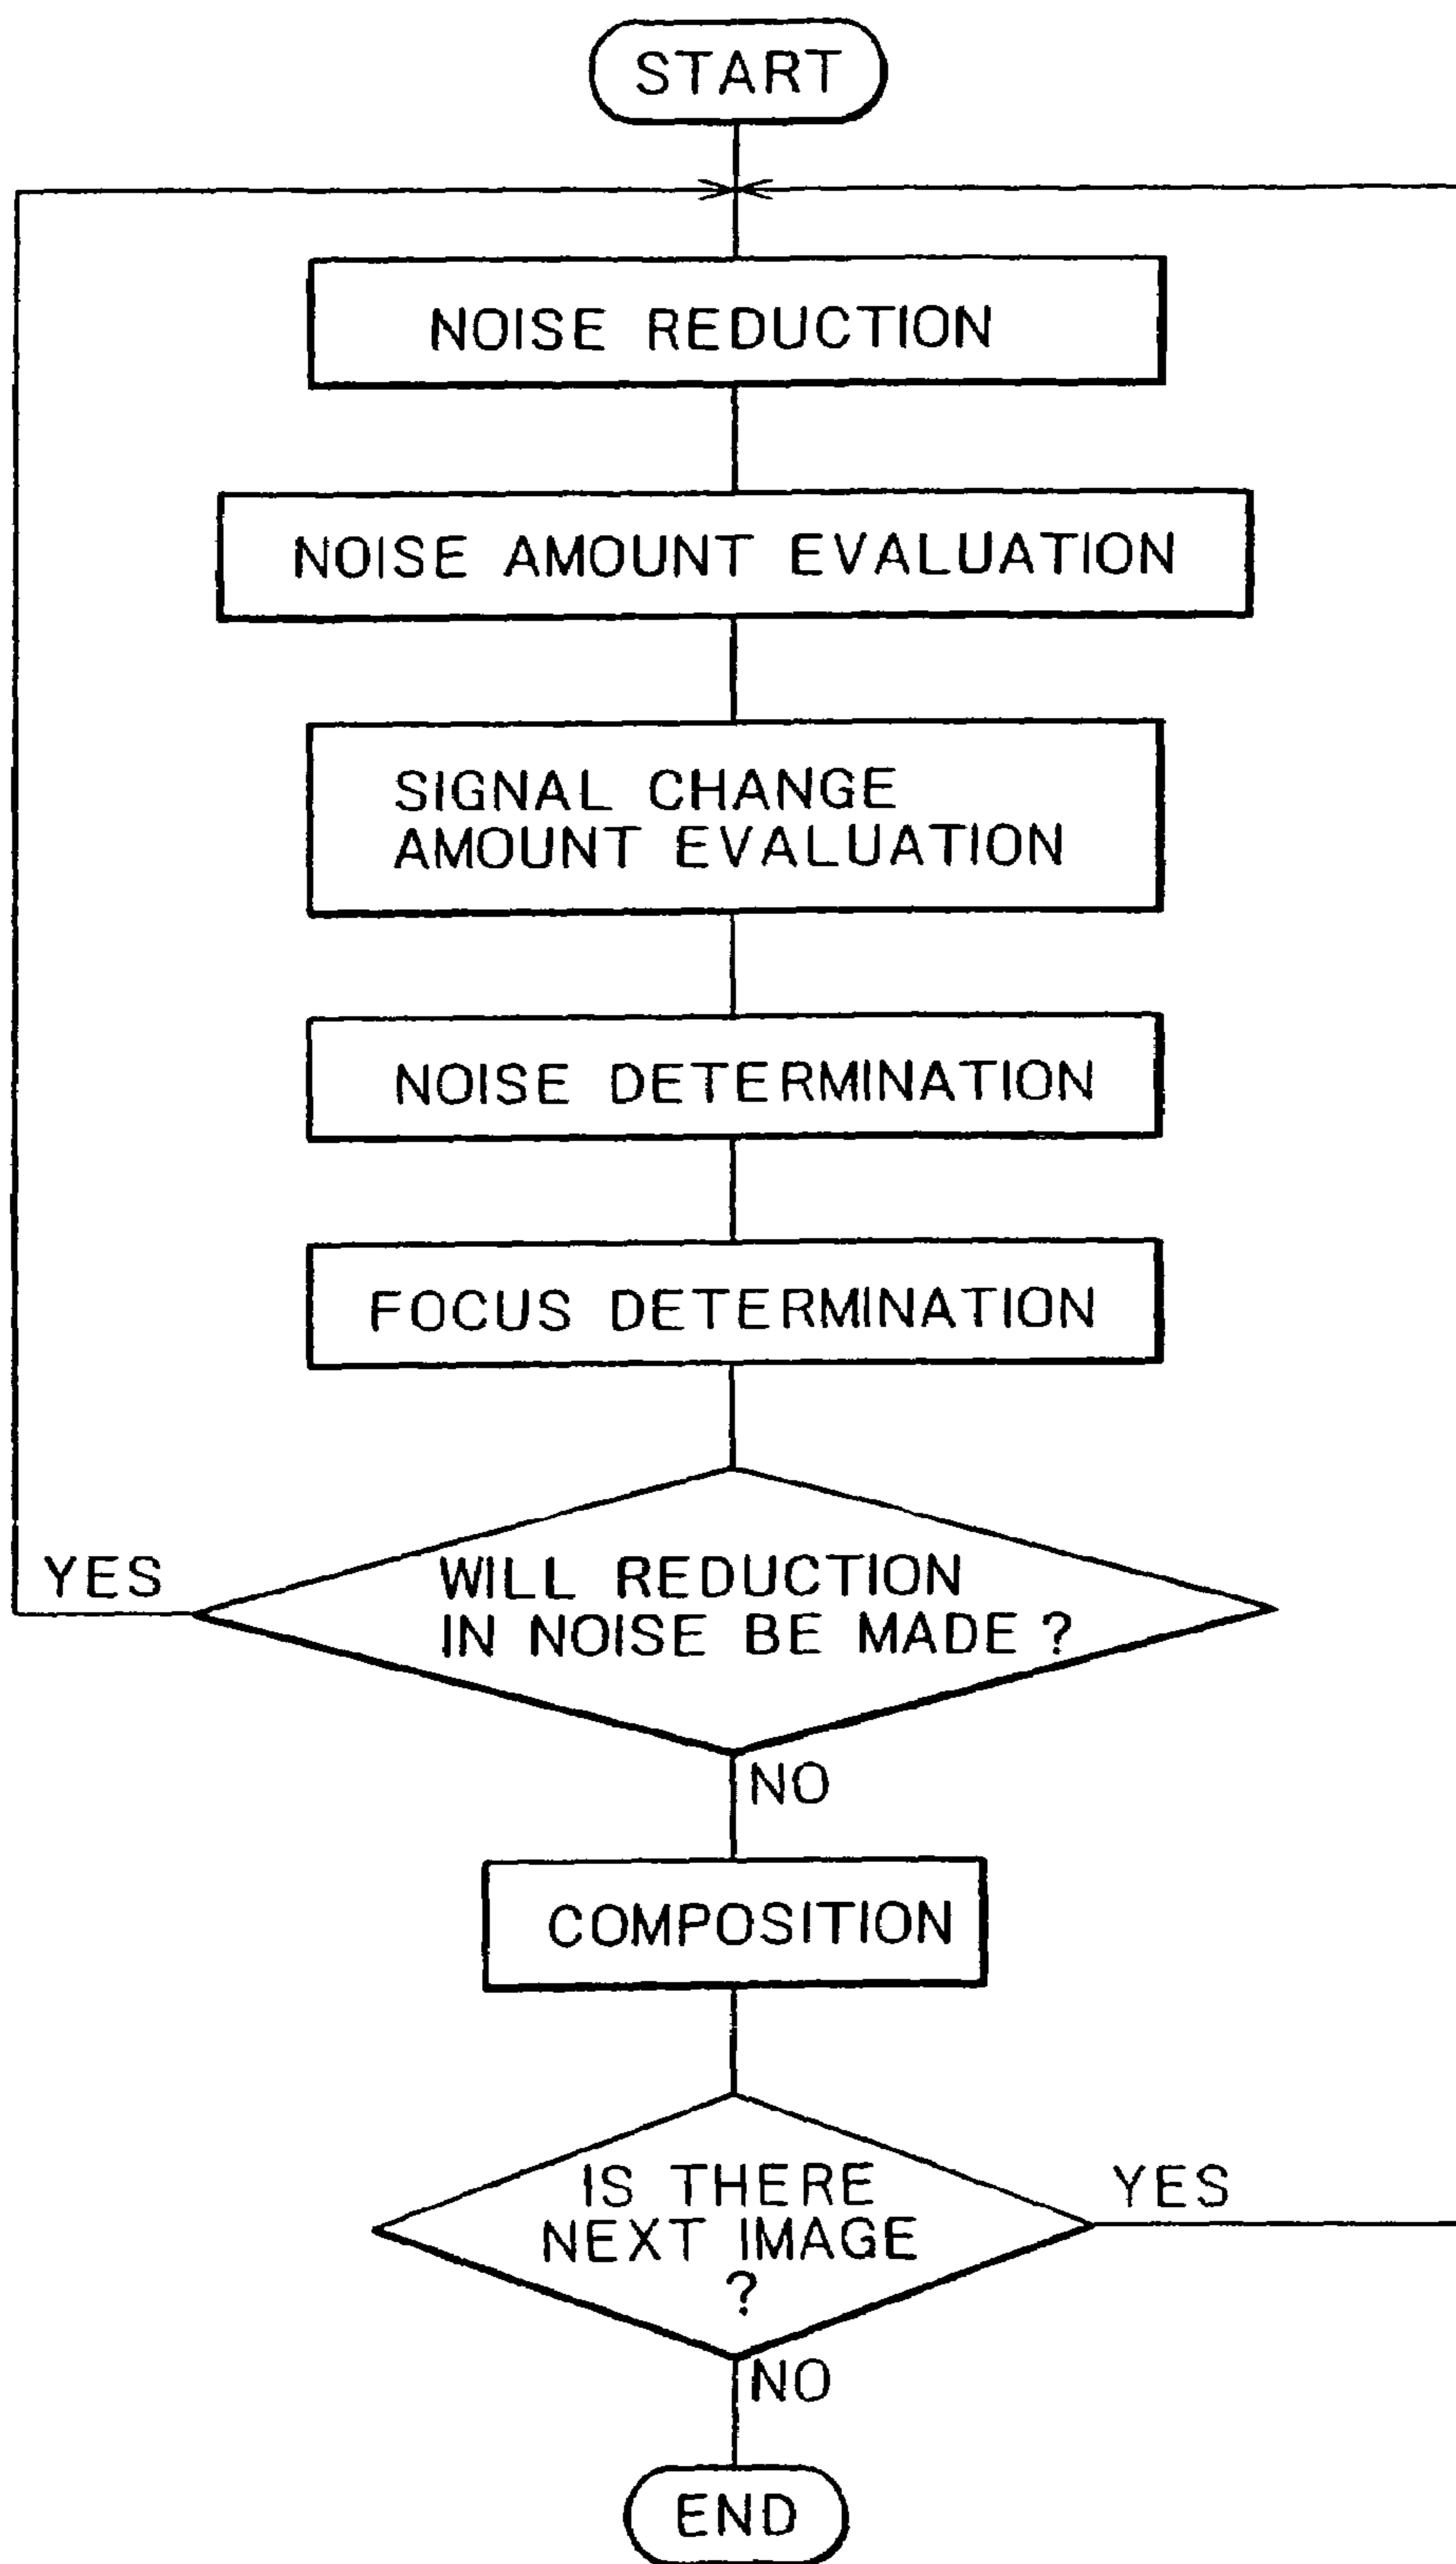 START
NOISE REDUCTION
NOISE AMOUNT EVALUATION
SIGNAL CHANGE
AMOUNT EVALUATION
NOISE DETERMINATION
FOCUS DETERMINATION
YES
WILL REDUCTION
IN NOISE BE MADE ?
NO
COMPOSITION
IS THERE
NEXT IMAGE
?
YES
NO
END